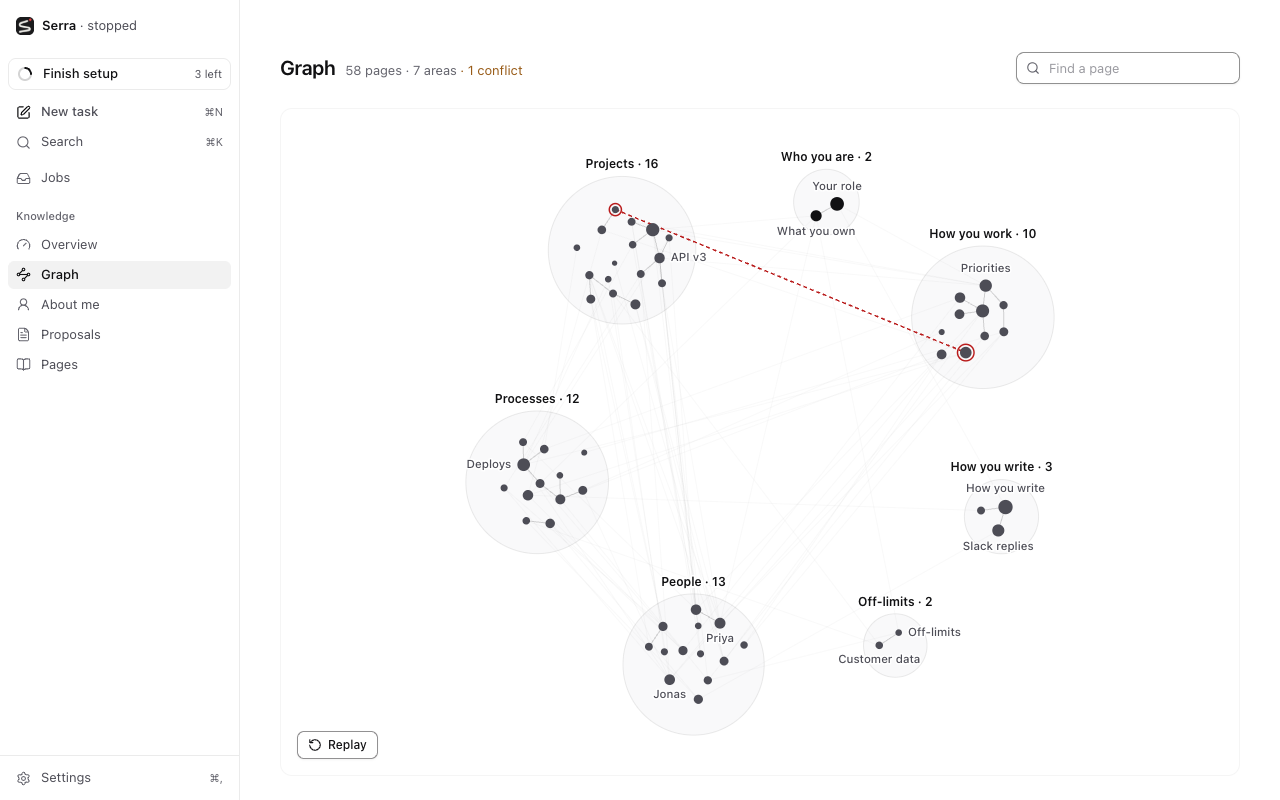 Serra · stopped
Finish setup 3 left
New task ⌘N
Search ⌘K
Jobs
Knowledge
Overview
Graph
About me
Proposals
Pages
Settings ⌘,
Graph 58 pages · 7 areas · 1 conflict
Find a page
Projects · 16
API v3
Who you are · 2
Your role
What you own
How you work · 10
Priorities
Processes · 12
Deploys
How you write · 3
How you write
Slack replies
People · 13
Priya
Jonas
Off-limits · 2
Off-limits
Customer data
Replay